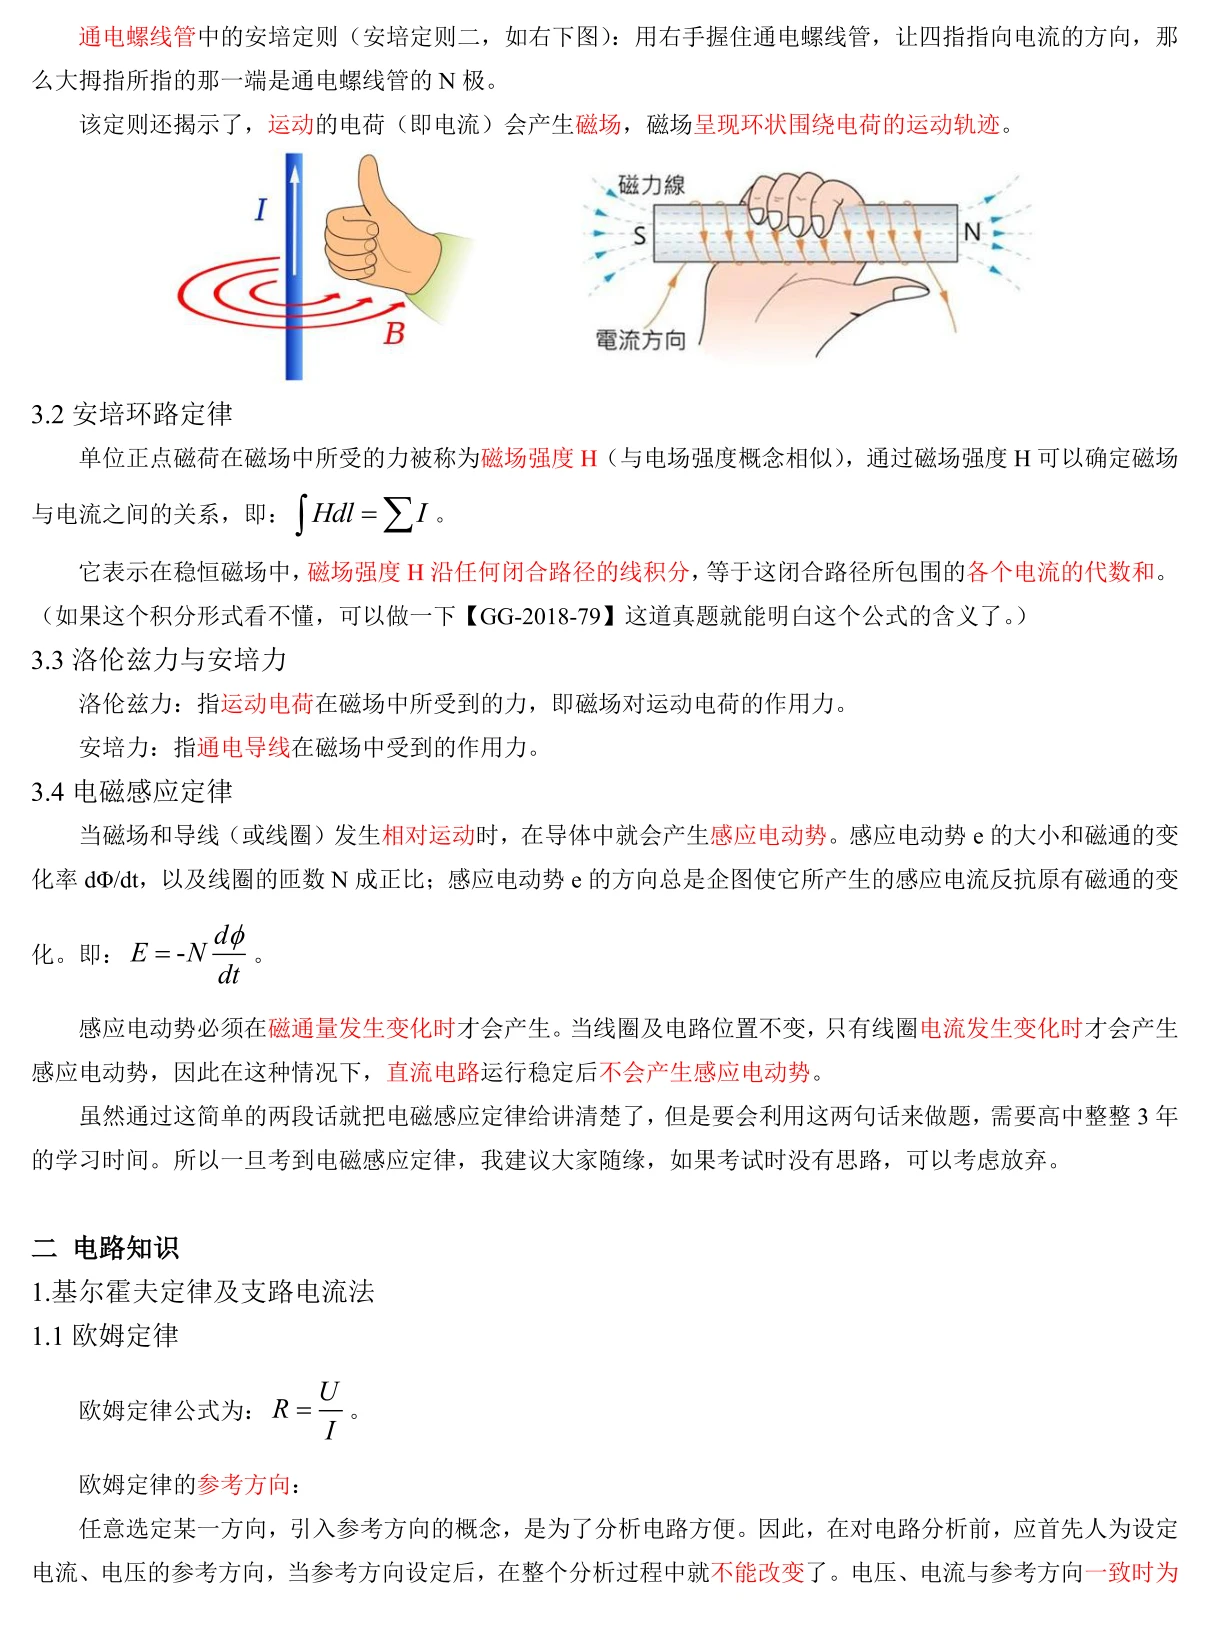 通电螺线管中的安培定则（安培定则二，如右下图）：用右手握住通电螺线管，让四指指向电流的方向，那
么大拇指所指的那一端是通电螺线管的 N 极。
该定则还揭示了，运动的电荷（即电流）会产生磁场，磁场呈现环状围绕电荷的运动轨迹。
I
B
磁力線
S
N
電流方向
3.2 安培环路定律
单位正点磁荷在磁场中所受的力被称为磁场强度 H（与电场强度概念相似），通过磁场强度 H 可以确定磁场
与电流之间的关系，即：∫Hdl = ∑I 。
它表示在稳恒磁场中，磁场强度 H 沿任何闭合路径的线积分，等于这闭合路径所包围的各个电流的代数和。
（如果这个积分形式看不懂，可以做一下【GG-2018-79】这道真题就能明白这个公式的含义了。）
3.3 洛伦兹力与安培力
洛伦兹力：指运动电荷在磁场中所受到的力，即磁场对运动电荷的作用力。
安培力：指通电导线在磁场中受到的作用力。
3.4 电磁感应定律
当磁场和导线（或线圈）发生相对运动时，在导体中就会产生感应电动势。感应电动势 e 的大小和磁通的变
化率 dΦ/dt，以及线圈的匝数 N 成正比；感应电动势 e 的方向总是企图使它所产生的感应电流反抗原有磁通的变
化。即：E = -N dϕ/dt 。
感应电动势必须在磁通量发生变化时才会产生。当线圈及电路位置不变，只有线圈电流发生变化时才会产生
感应电动势，因此在这种情况下，直流电路运行稳定后不会产生感应电动势。
虽然通过这简单的两段话就把电磁感应定律给讲清楚了，但是要会利用这两句话来做题，需要高中整整 3 年
的学习时间。所以一旦考到电磁感应定律，我建议大家随缘，如果考试时没有思路，可以考虑放弃。
二 电路知识
1.基尔霍夫定律及支路电流法
1.1 欧姆定律
欧姆定律公式为：R = U/I 。
欧姆定律的参考方向：
任意选定某一方向，引入参考方向的概念，是为了分析电路方便。因此，在对电路分析前，应首先人为设定
电流、电压的参考方向，当参考方向设定后，在整个分析过程中就不能改变了。电压、电流与参考方向一致时为